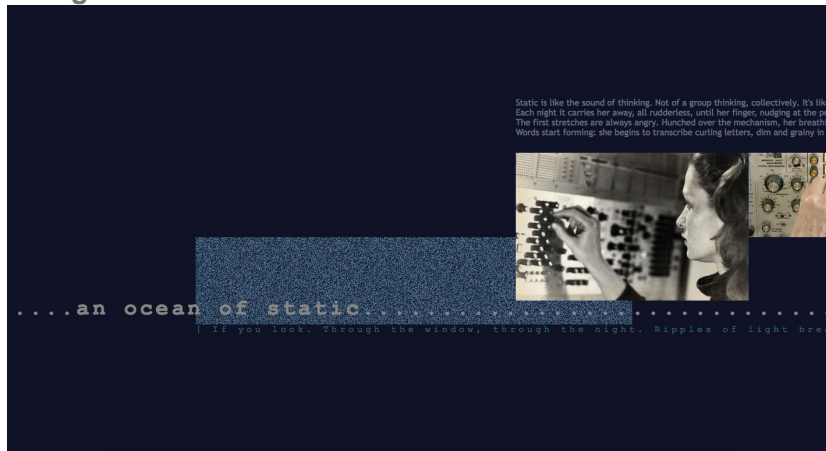 Static is like the sound of thinking. Not of a group thinking, collectively. It's lik
Each night it carries her away, all rudderless, until her finger, nudging at the p
The first stretches are always angry. Hunched over the mechanism, her breath
Words start forming: she begins to transcribe curling letters, dim and grainy in
....an ocean of static..............................
[ If you look. Through the window, through the night. Ripples of light brea